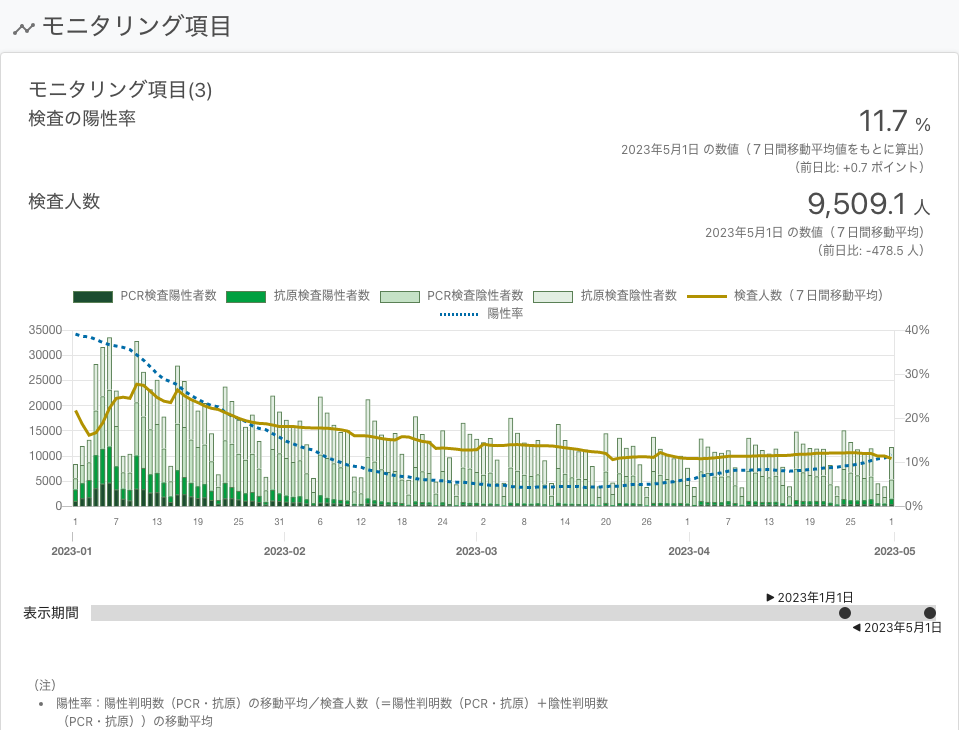 モニタリング項目
モニタリング項目(3)
検査の陽性率
11.7 %
2023年5月1日 の数値（７日間移動平均値をもとに算出）
（前日比: +0.7 ポイント）
検査人数
9,509.1 人
2023年5月1日 の数値（７日間移動平均）
（前日比: -478.5 人）
PCR検査陽性者数 抗原検査陽性者数 PCR検査陰性者数 抗原検査陰性者数 検査人数（７日間移動平均）
陽性率
35000 40%
30000
30%
25000
20000
20%
15000
10000 10%
5000
0 0%
1 7 13 19 25 31 6 12 18 24 2 8 14 20 26 1 7 13 19 25 1
2023-01 2023-02 2023-03 2023-04 2023-05
▶ 2023年1月1日
表示期間
◀ 2023年5月1日
（注）
• 陽性率：陽性判明数（PCR・抗原）の移動平均／検査人数（＝陽性判明数（PCR・抗原）＋陰性判明数
（PCR・抗原））の移動平均